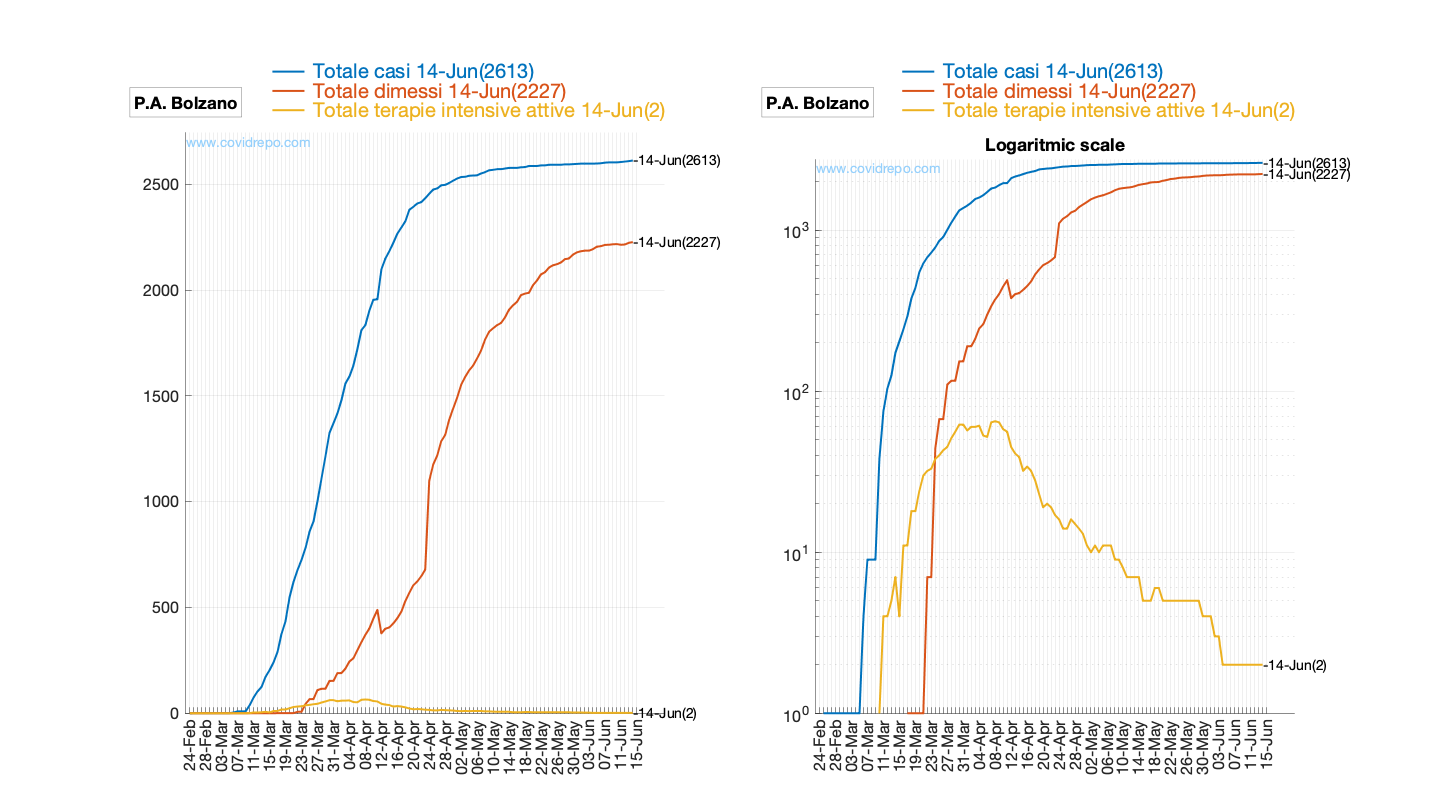 Totale casi 14-Jun(2613)
Totale dimessi 14-Jun(2227)
Totale terapie intensive attive 14-Jun(2)
P.A. Bolzano
www.covidrepo.com
14-Jun(2613)
14-Jun(2227)
14-Jun(2)
2500
2000
1500
1000
500
0
24-Feb
28-Feb
03-Mar
07-Mar
11-Mar
15-Mar
19-Mar
23-Mar
27-Mar
31-Mar
04-Apr
08-Apr
12-Apr
16-Apr
20-Apr
24-Apr
28-Apr
02-May
06-May
10-May
14-May
18-May
22-May
26-May
30-May
03-Jun
07-Jun
11-Jun
15-Jun
Totale casi 14-Jun(2613)
Totale dimessi 14-Jun(2227)
Totale terapie intensive attive 14-Jun(2)
P.A. Bolzano
Logaritmic scale
www.covidrepo.com
14-Jun(2613)
14-Jun(2227)
14-Jun(2)
10^3
10^2
10^1
10^0
24-Feb
28-Feb
03-Mar
07-Mar
11-Mar
15-Mar
19-Mar
23-Mar
27-Mar
31-Mar
04-Apr
08-Apr
12-Apr
16-Apr
20-Apr
24-Apr
28-Apr
02-May
06-May
10-May
14-May
18-May
22-May
26-May
30-May
03-Jun
07-Jun
11-Jun
15-Jun